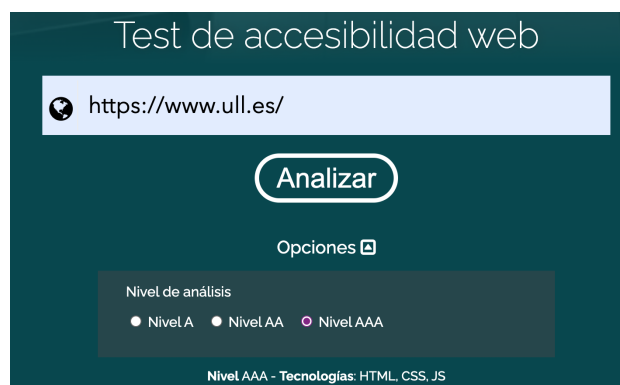 Test de accesibilidad web
https://www.ull.es/
Analizar
Opciones
Nivel de análisis
Nivel A Nivel AA Nivel AAA
Nivel AAA - Tecnologías: HTML, CSS, JS